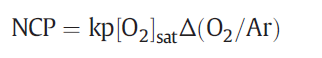 NCP = kp[O₂]ₛₐₜΔ(O₂/Ar)